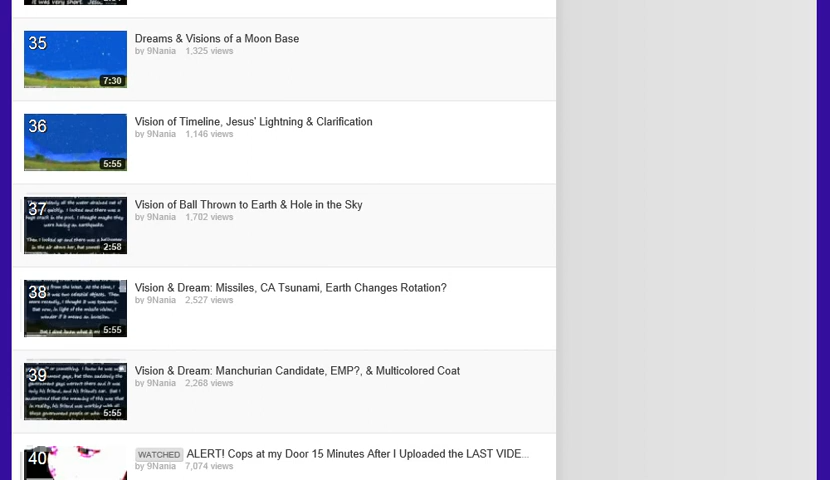 35
7:30
Dreams & Visions of a Moon Base
by 9Nania 1,325 views
36
5:55
Vision of Timeline, Jesus' Lightning & Clarification
by 9Nania 1,146 views
37
2:58
Vision of Ball Thrown to Earth & Hole in the Sky
by 9Nania 1,702 views
38
5:55
Vision & Dream: Missiles, CA Tsunami, Earth Changes Rotation?
by 9Nania 2,527 views
39
5:55
Vision & Dream: Manchurian Candidate, EMP?, & Multicolored Coat
by 9Nania 2,268 views
40
WATCHED ALERT! Cops at my Door 15 Minutes After I Uploaded the LAST VIDE...
by 9Nania 7,074 views